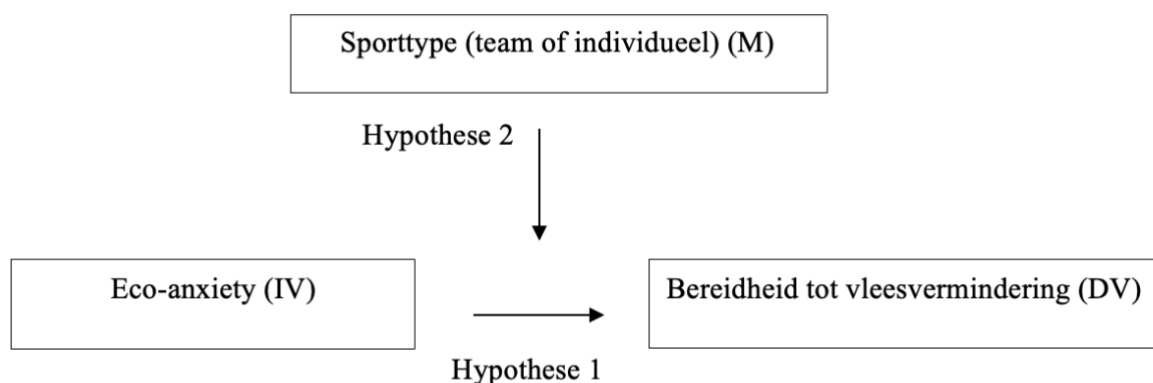 Sporttype (team of individueel) (M)
Hypothese 2
Eco-anxiety (IV)
Bereidheid tot vleesvermindering (DV)
Hypothese 1